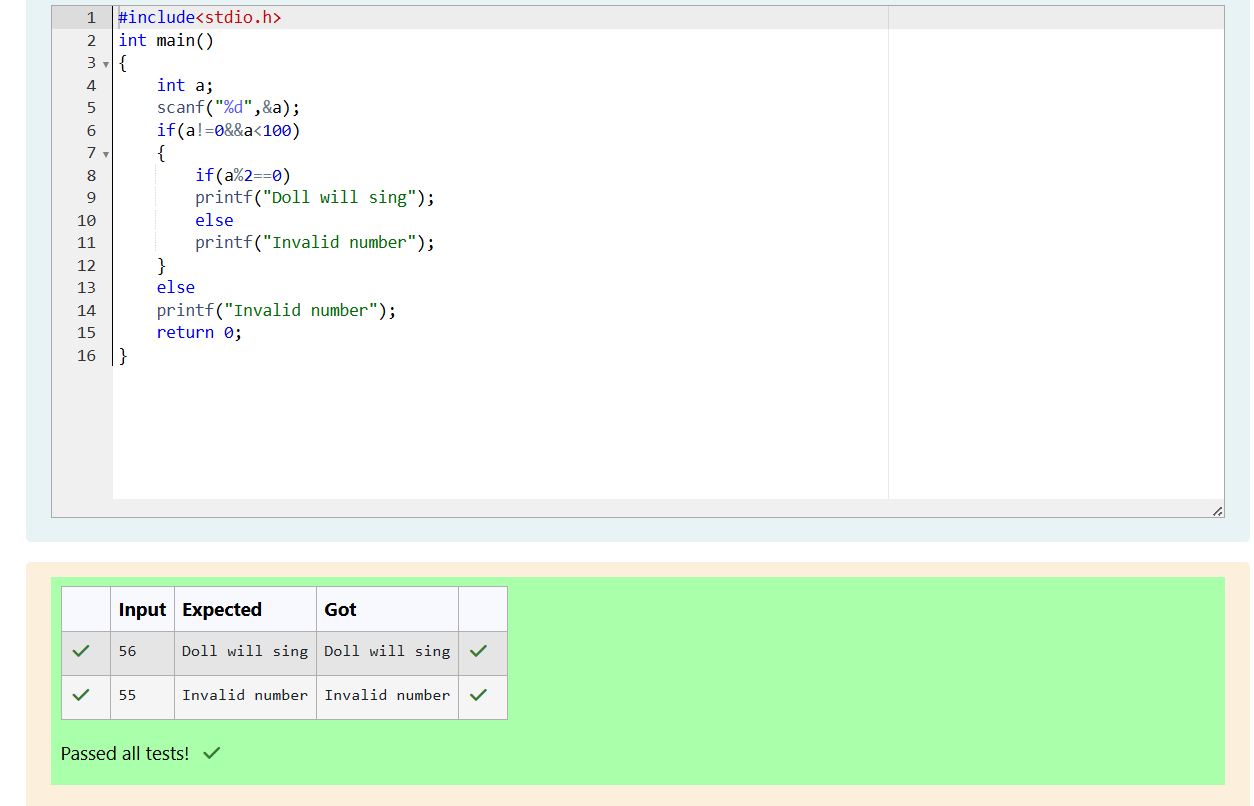 1 #include<stdio.h>
2 int main()
3 {
4     int a;
5     scanf("%d",&a);
6     if(a!=0&&a<100)
7     {
8         if(a%2==0)
9         printf("Doll will sing");
10         else
11         printf("Invalid number");
12     }
13     else
14     printf("Invalid number");
15     return 0;
16 }
Input Expected Got
56 Doll will sing Doll will sing
55 Invalid number Invalid number
Passed all tests!